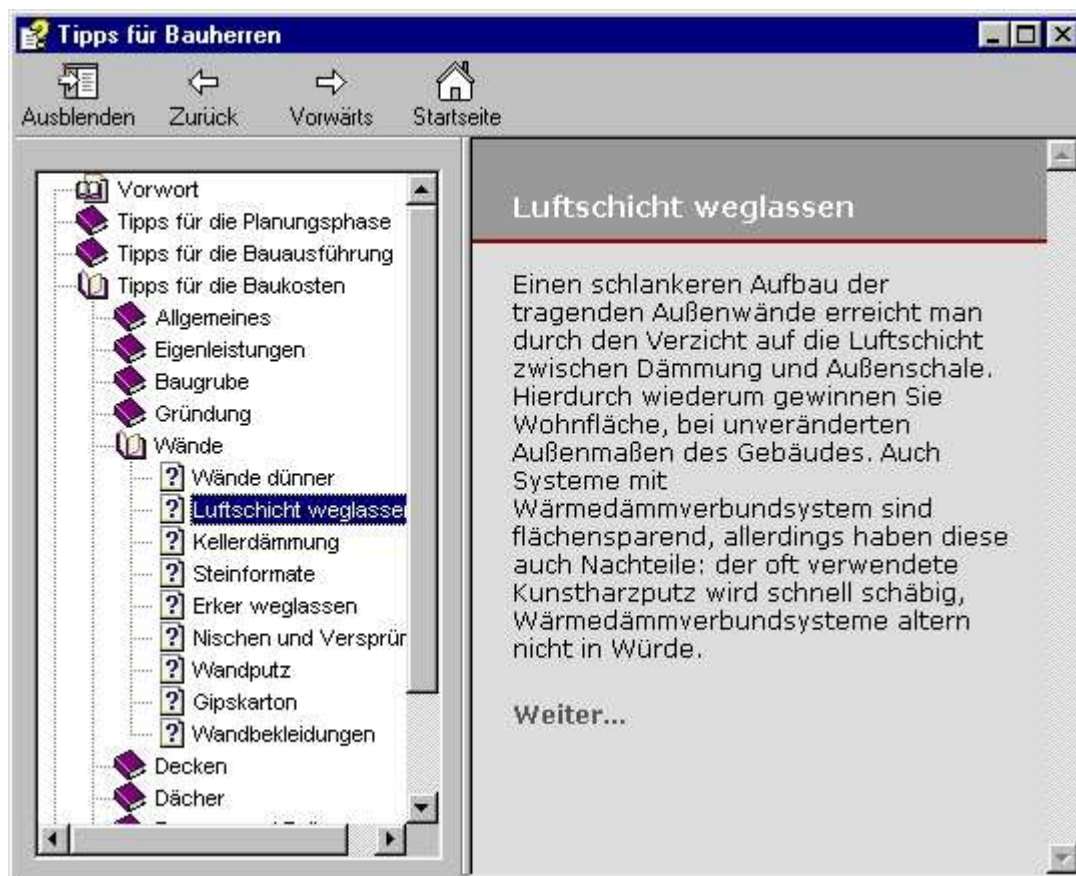 Tipps für Bauherren
Ausblenden Zurück Vorwärts Startseite
Vorwort
Tipps für die Planungsphase
Tipps für die Bauausführung
Tipps für die Baukosten
Allgemeines
Eigenleistungen
Baugrube
Gründung
Wände
Wände dünner
Luftschicht weglassen
Kellerdämmung
Steinformate
Erker weglassen
Nischen und Versprür
Wandputz
Gipskarton
Wandbekleidungen
Decken
Dächer
Luftschicht weglassen
Einen schlankeren Aufbau der
tragenden Außenwände erreicht man
durch den Verzicht auf die Luftschicht
zwischen Dämmung und Außenschale.
Hierdurch wiederum gewinnen Sie
Wohnfläche, bei unveränderten
Außenmaßen des Gebäudes. Auch
Systeme mit
Wärmedämmverbundsystem sind
flächensparend, allerdings haben diese
auch Nachteile: der oft verwendete
Kunstharzputz wird schnell schäbig,
Wärmedämmverbundsysteme altern
nicht in Würde.
Weiter...